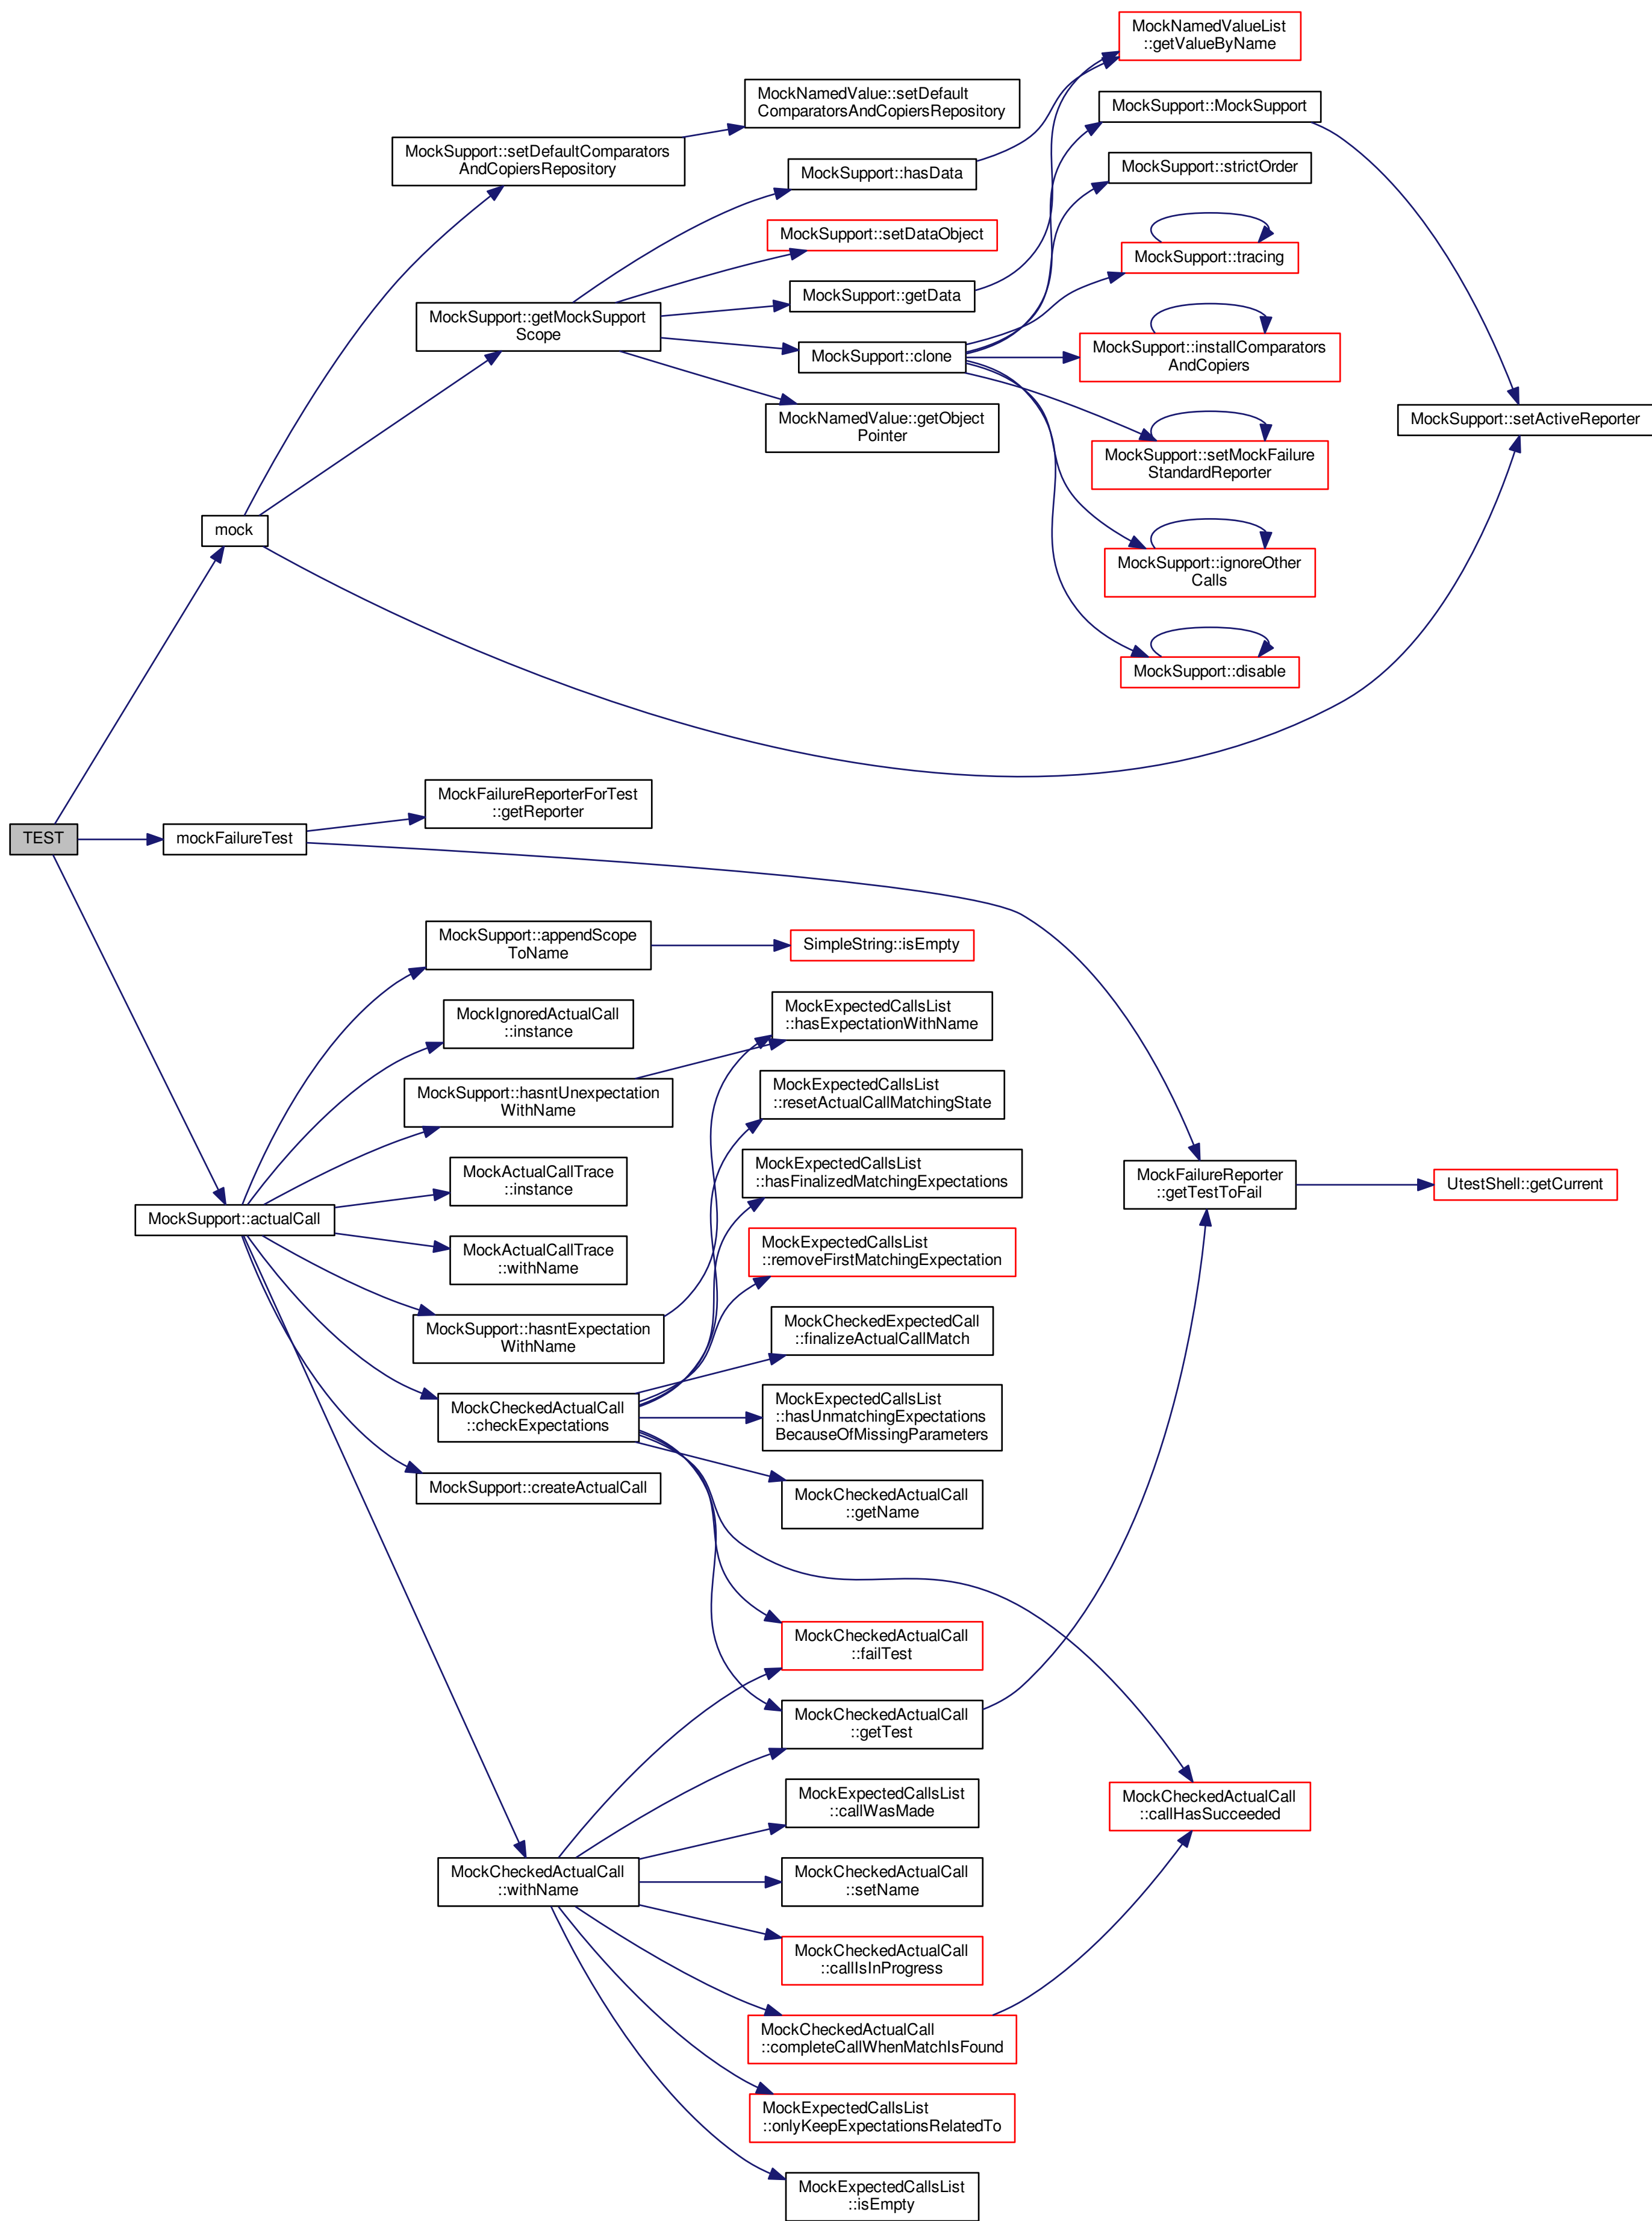 MockNamedValueList
::getValueByName
MockNamedValue::setDefault
ComparatorsAndCopiersRepository
MockSupport::MockSupport
MockSupport::setDefaultComparators
AndCopiersRepository
MockSupport::hasData
MockSupport::strictOrder
MockSupport::setDataObject
MockSupport::tracing
MockSupport::getData
MockSupport::getMockSupport
Scope
MockSupport::clone
MockSupport::installComparators
AndCopiers
MockNamedValue::getObject
Pointer
MockSupport::setActiveReporter
MockSupport::setMockFailure
StandardReporter
mock
MockSupport::ignoreOther
Calls
MockSupport::disable
MockFailureReporterForTest
::getReporter
TEST
mockFailureTest
MockSupport::appendScope
ToName
SimpleString::isEmpty
MockIgnoredActualCall
::instance
MockExpectedCallsList
::hasExpectationWithName
MockSupport::hasntUnexpectation
WithName
MockExpectedCallsList
::resetActualCallMatchingState
MockActualCallTrace
::instance
MockExpectedCallsList
::hasFinalizedMatchingExpectations
MockFailureReporter
::getTestToFail
UtestShell::getCurrent
MockSupport::actualCall
MockActualCallTrace
::withName
MockExpectedCallsList
::removeFirstMatchingExpectation
MockSupport::hasntExpectation
WithName
MockCheckedExpectedCall
::finalizeActualCallMatch
MockCheckedActualCall
::checkExpectations
MockExpectedCallsList
::hasUnmatchingExpectations
BecauseOfMissingParameters
MockSupport::createActualCall
MockCheckedActualCall
::getName
MockCheckedActualCall
::failTest
MockCheckedActualCall
::getTest
MockExpectedCallsList
::callWasMade
MockCheckedActualCall
::callHasSucceeded
MockCheckedActualCall
::withName
MockCheckedActualCall
::setName
MockCheckedActualCall
::callIsInProgress
MockCheckedActualCall
::completeCallWhenMatchIsFound
MockExpectedCallsList
::onlyKeepExpectationsRelatedTo
MockExpectedCallsList
::isEmpty